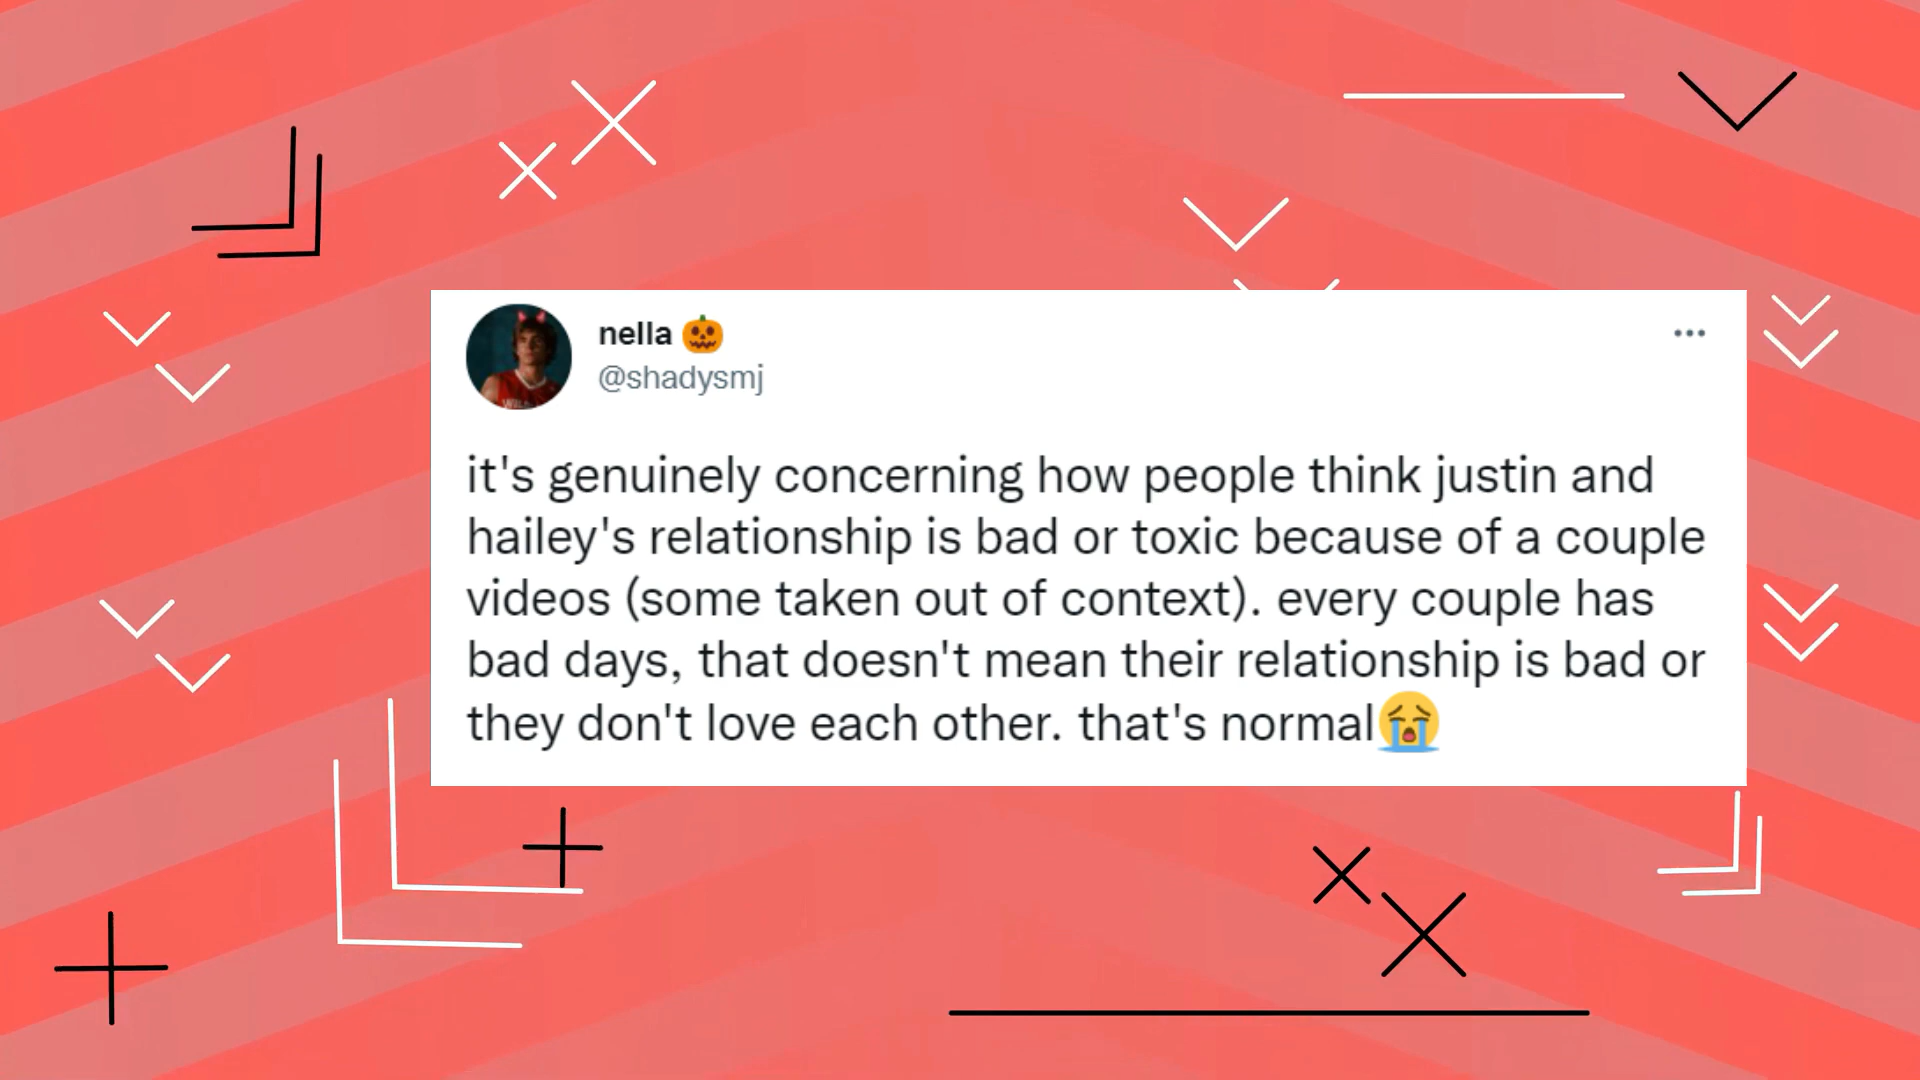 nella 🎃
@shadysmj
it's genuinely concerning how people think justin and
hailey's relationship is bad or toxic because of a couple
videos (some taken out of context). every couple has
bad days, that doesn't mean their relationship is bad or
they don't love each other. that's normal😭